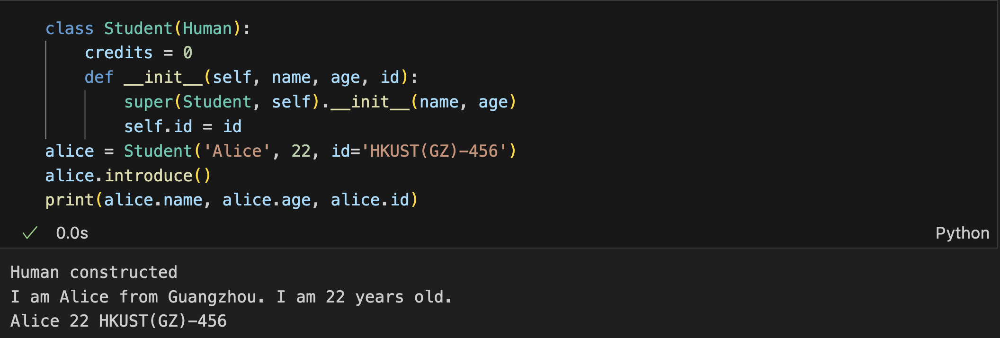 class Student(Human):
    credits = 0
    def __init__(self, name, age, id):
        super(Student, self).__init__(name, age)
        self.id = id
alice = Student('Alice', 22, id='HKUST(GZ)-456')
alice.introduce()
print(alice.name, alice.age, alice.id)
0.0s
Python
Human constructed
I am Alice from Guangzhou. I am 22 years old.
Alice 22 HKUST(GZ)-456